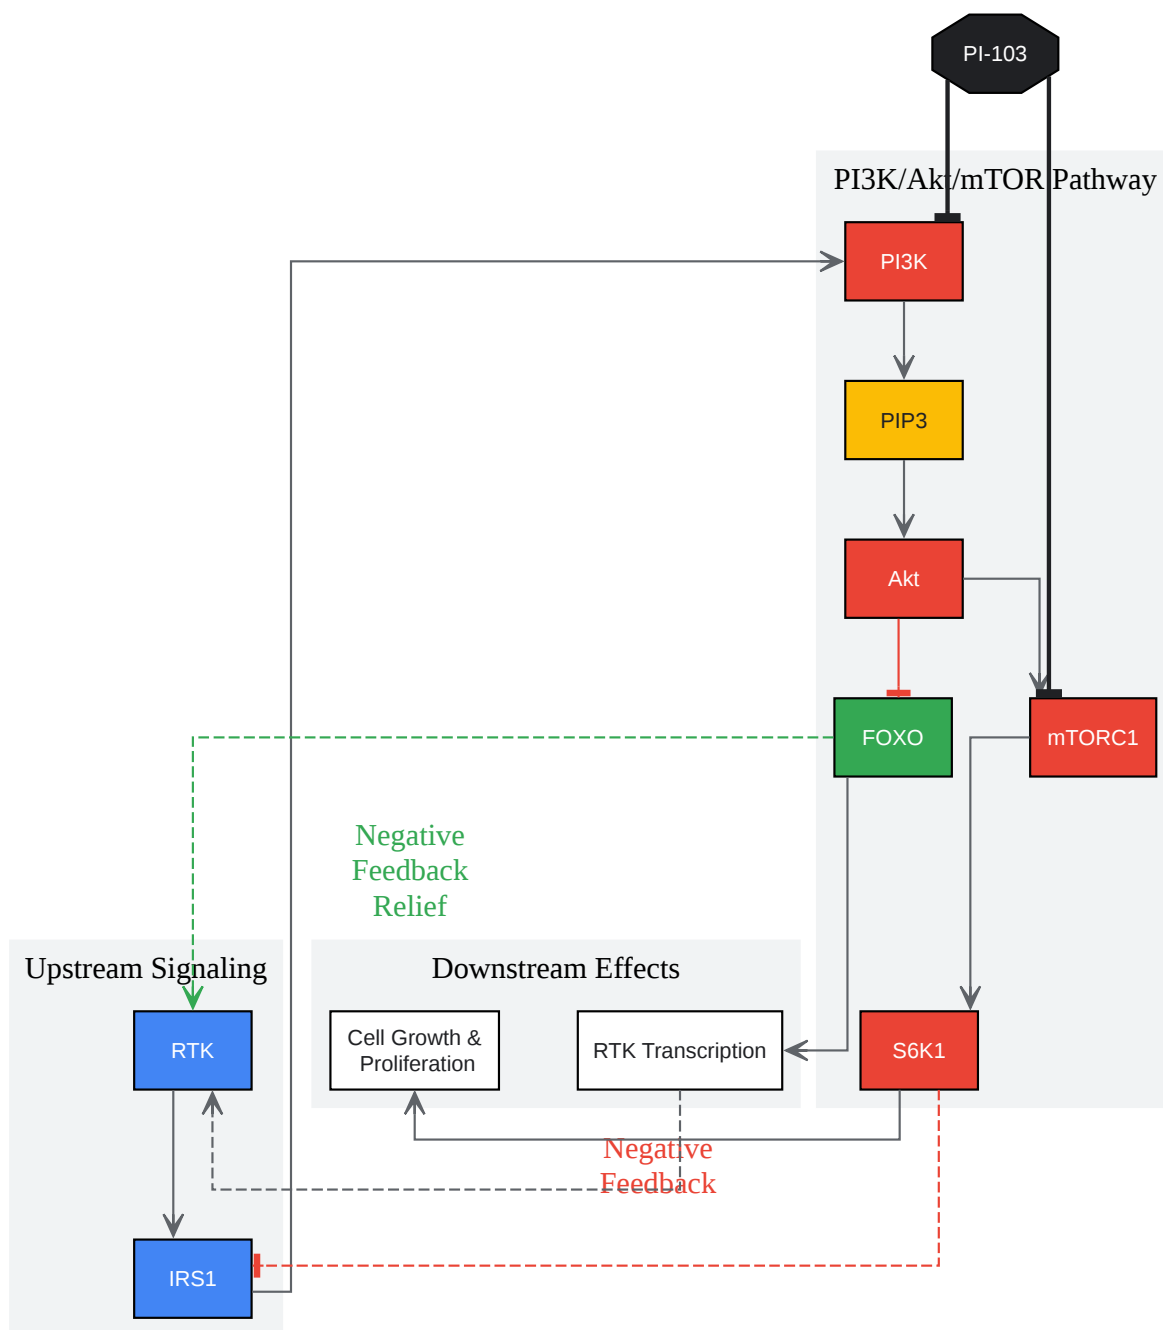 PI-103
PI3K/Akt/mTOR Pathway
PI3K
PIP3
Akt
FOXO
mTORC1
Negative
Feedback
Relief
Upstream Signaling
Downstream Effects
RTK
Cell Growth &
Proliferation
RTK Transcription
S6K1
Negative
Feedback
IRS1